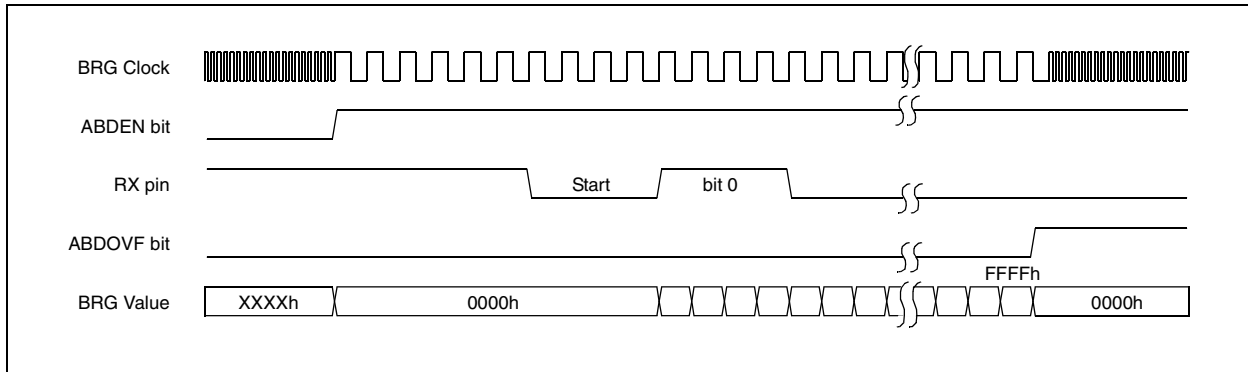 BRG Clock
ABDEN bit
RX pin
Start
bit 0
ABDOVF bit
FFFFh
BRG Value
XXXXh
0000h
0000h